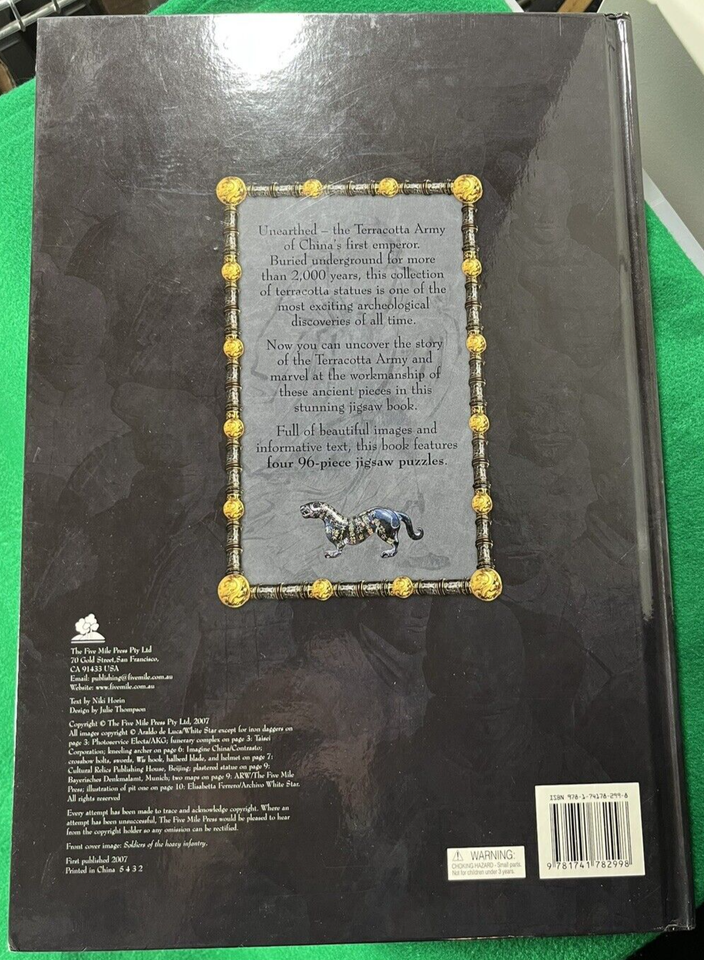 Unearthed – the Terracotta Army
of China's first emperor.
Buried underground for more
than 2,000 years, this collection
of terracotta statues is one of the
most exciting archeological
discoveries of all time.
Now you can uncover the story
of the Terracotta Army and
marvel at the workmanship of
these ancient pieces in this
stunning jigsaw book.
Full of beautiful images and
informative text, this book features
four 96-piece jigsaw puzzles.
The Five Mile Press Pty Ltd
70 Gold Street, San Francisco,
CA 91433 USA
Email: publishing@fivemile.com.au
Website: www.fivemile.com.au
Text by Niki Horin
Design by Julie Thompson
Copyright © The Five Mile Press Pty Ltd, 2007
All images copyright © Araldo de Luca/White Star except for iron daggers on
page 3: Photoservice Electa/AKG; funerary complex on page 3: Taisei
Corporation; kneeling archer on page 6: Imagine China/Contrasto;
crossbow bolts, swords, Wu hook, halberd blade, and helmet on page 7:
Cultural Relics Publishing House, Beijing; plastered statue on page 9:
Bayerisches Denkmalamt, Munich; two maps on page 9: ARW/The Five Mile
Press; illustration of pit one on page 10: Elisabetta Ferrero/Archivo White Star.
All rights reserved
Every attempt has been made to trace and acknowledge copyright. Where an
attempt has been unsuccessful, The Five Mile Press would be pleased to hear
from the copyright holder so any omission can be rectified.
Front cover image: Soldiers of the heavy infantry.
First published 2007
Printed in China 5 4 3 2
WARNING:
CHOKING HAZARD - Small parts.
Not for children under 3 years.
ISBN 978-1-74178-299-8
9 781741 782998